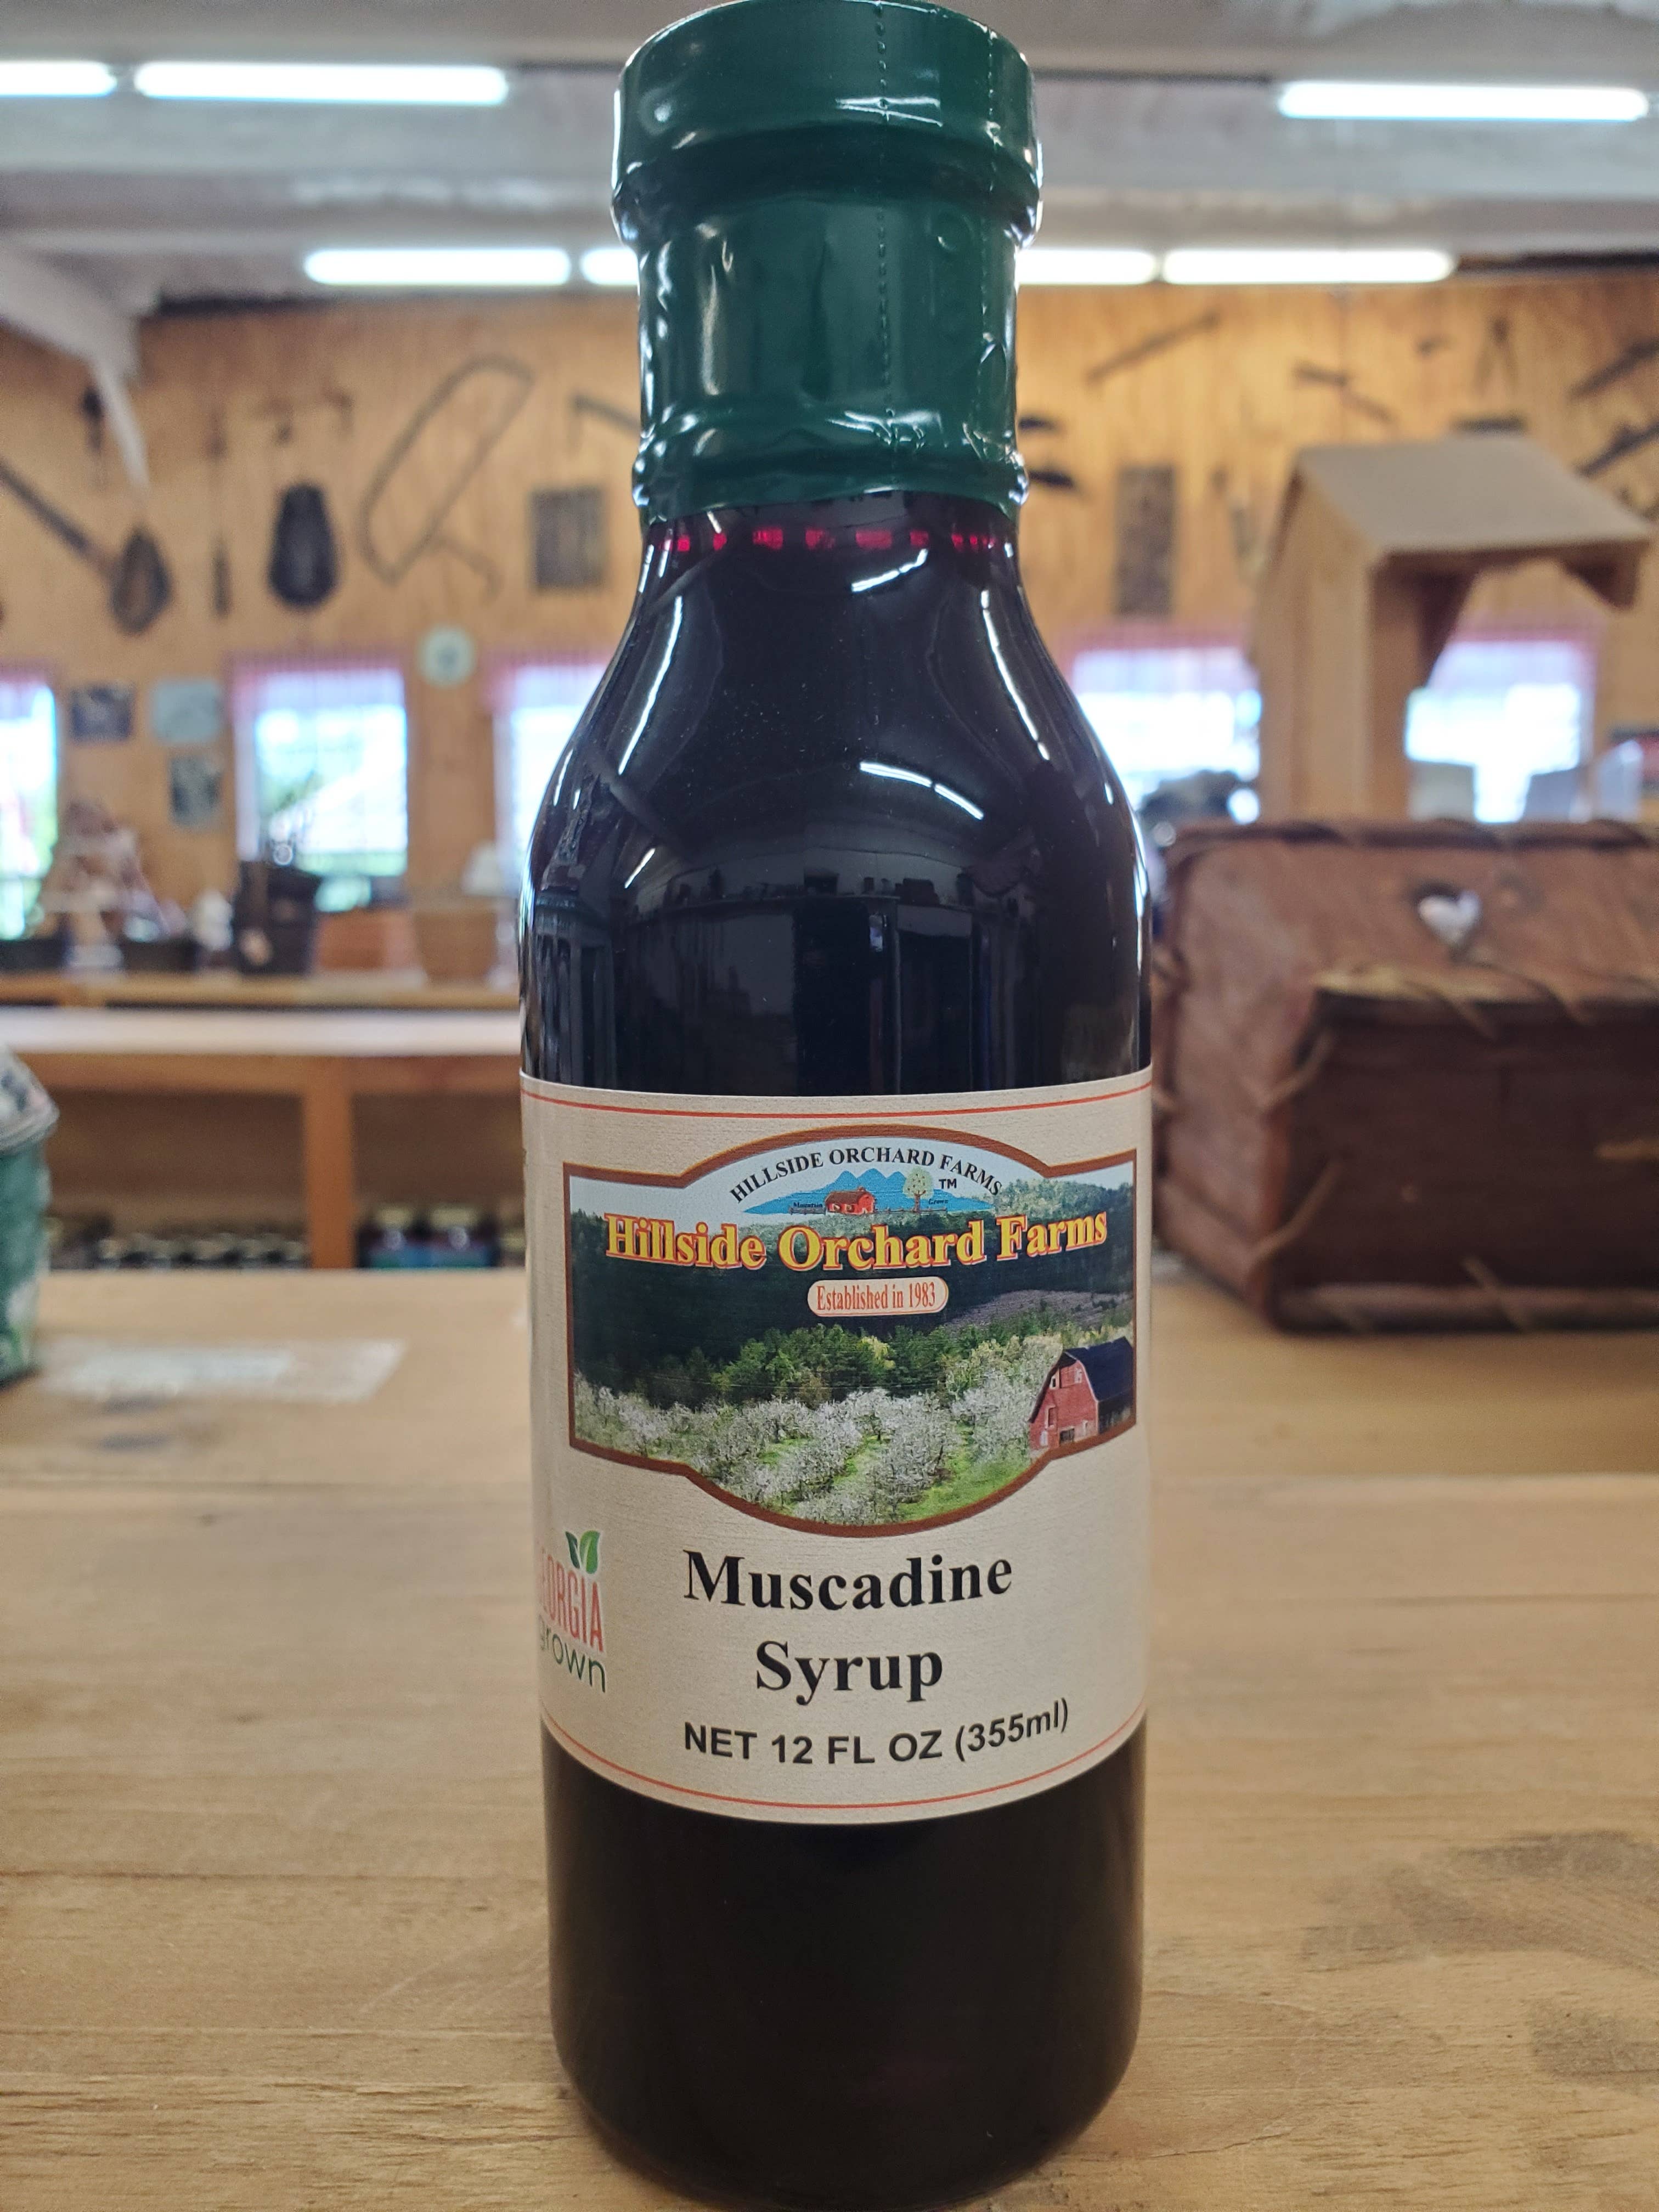 HILLSIDE ORCHARD FARMS
TM
Hillside Orchard Farms
Established in 1983
Muscadine
Syrup
NET 12 FL OZ (355ml)
grown